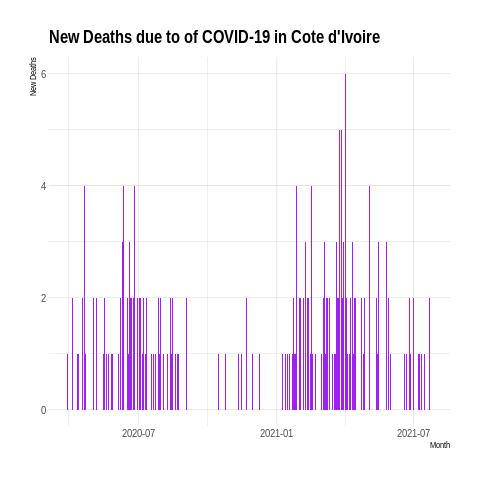 New Deaths due to of COVID-19 in Cote d'Ivoire
New Deaths
6
4
2
0
2020-07 2021-01 2021-07
Month